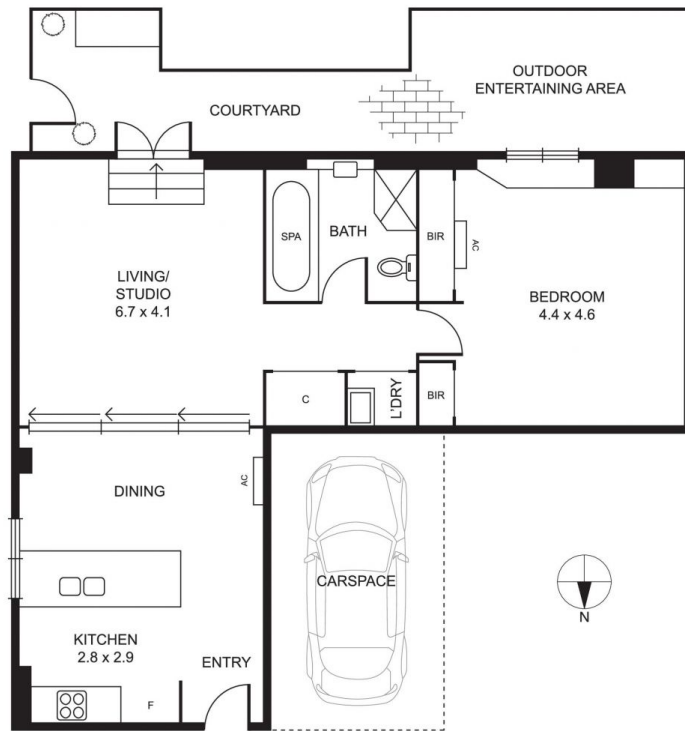 OUTDOOR
ENTERTAINING AREA
COURTYARD
SPA
BATH
BIR
AC
LIVING/
STUDIO
6.7 x 4.1
BEDROOM
4.4 x 4.6
C
L'DRY
BIR
DINING
AC
CARSPACE
KITCHEN
2.8 x 2.9
ENTRY
F
N